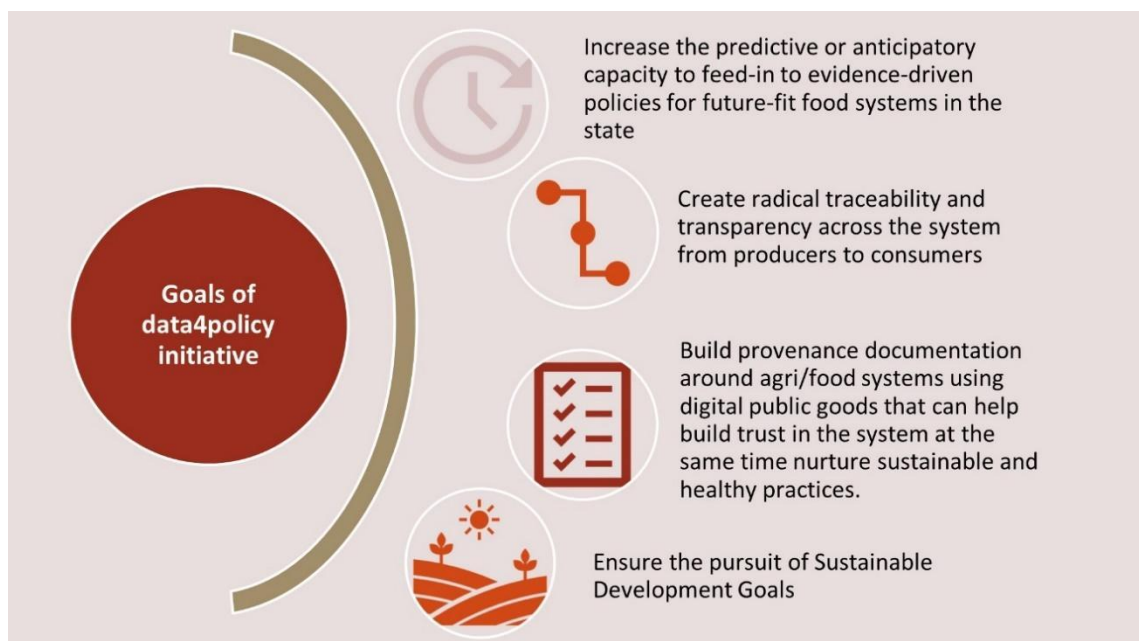 Goals of
data4policy
initiative
Increase the predictive or anticipatory
capacity to feed-in to evidence-driven
policies for future-fit food systems in the
state
Create radical traceability and
transparency across the system
from producers to consumers
Build provenance documentation
around agri/food systems using
digital public goods that can help
build trust in the system at the
same time nurture sustainable and
healthy practices.
Ensure the pursuit of Sustainable
Development Goals